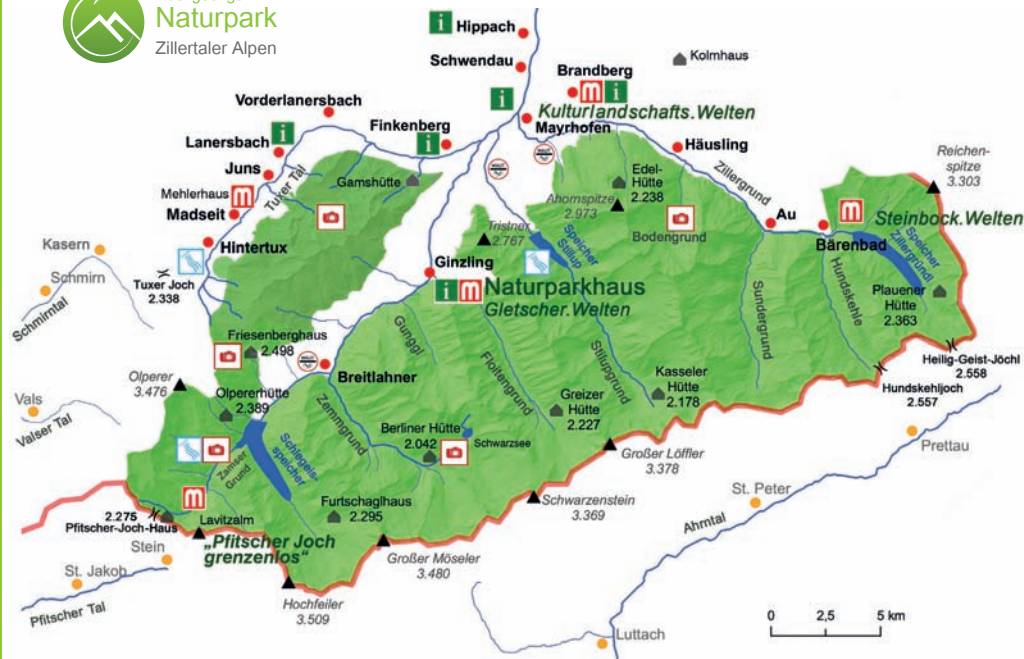 Naturpark
Zillertaler Alpen
Hippach
Schwendau
Kolmhaus
Brandberg
Kulturlandschafts.Welten
Vorderlanersbach
Finkenberg
Mayrhofen
Lanersbach
Häusling
Juns
Tuxer Tal
Gamshütte
Edel-
Hütte
2.238
Zillergrund
Reichen-
spitze
3.303
Mehlerhaus
Madseit
Ahornspitze
2.973
Au
Steinbock.Welten
Tristner
2.767
Speicher
Stillup
Bodengrund
Bärenbad
Speicher
Zillergründl
Kasern
Hintertux
Schmirn
Schmirntal
Tuxer Joch
2.338
Ginzling
Naturparkhaus
Gletscher.Welten
Plauener
Hütte
2.363
Hundskehle
Sundergrund
Gunggl
Floitengrund
Stilupgrund
Friesenberghaus
2.498
Heilig-Geist-Jöchl
2.558
Breitlahner
Olperer
3.476
Olpererhütte
2.389
Kasseler
Hütte
2.178
Hundskehljoch
2.557
Vals
Valser Tal
Zemmgrund
Greizer
Hütte
2.227
Berliner Hütte
2.042
Schwarzsee
Prettau
Zamser
Grund
Schlegeis-
speicher
Großer Löffler
3.378
St. Peter
Schwarzenstein
3.369
Furtschaglhaus
2.295
Ahrntal
2.275
Pfitscher-Joch-Haus
Lavitzalm
„Pfitscher Joch
grenzenlos“
Stein
Großer Möseler
3.480
St. Jakob
Pfitscher Tal
Hochfeiler
3.509
0 2,5 5 km
Luttach